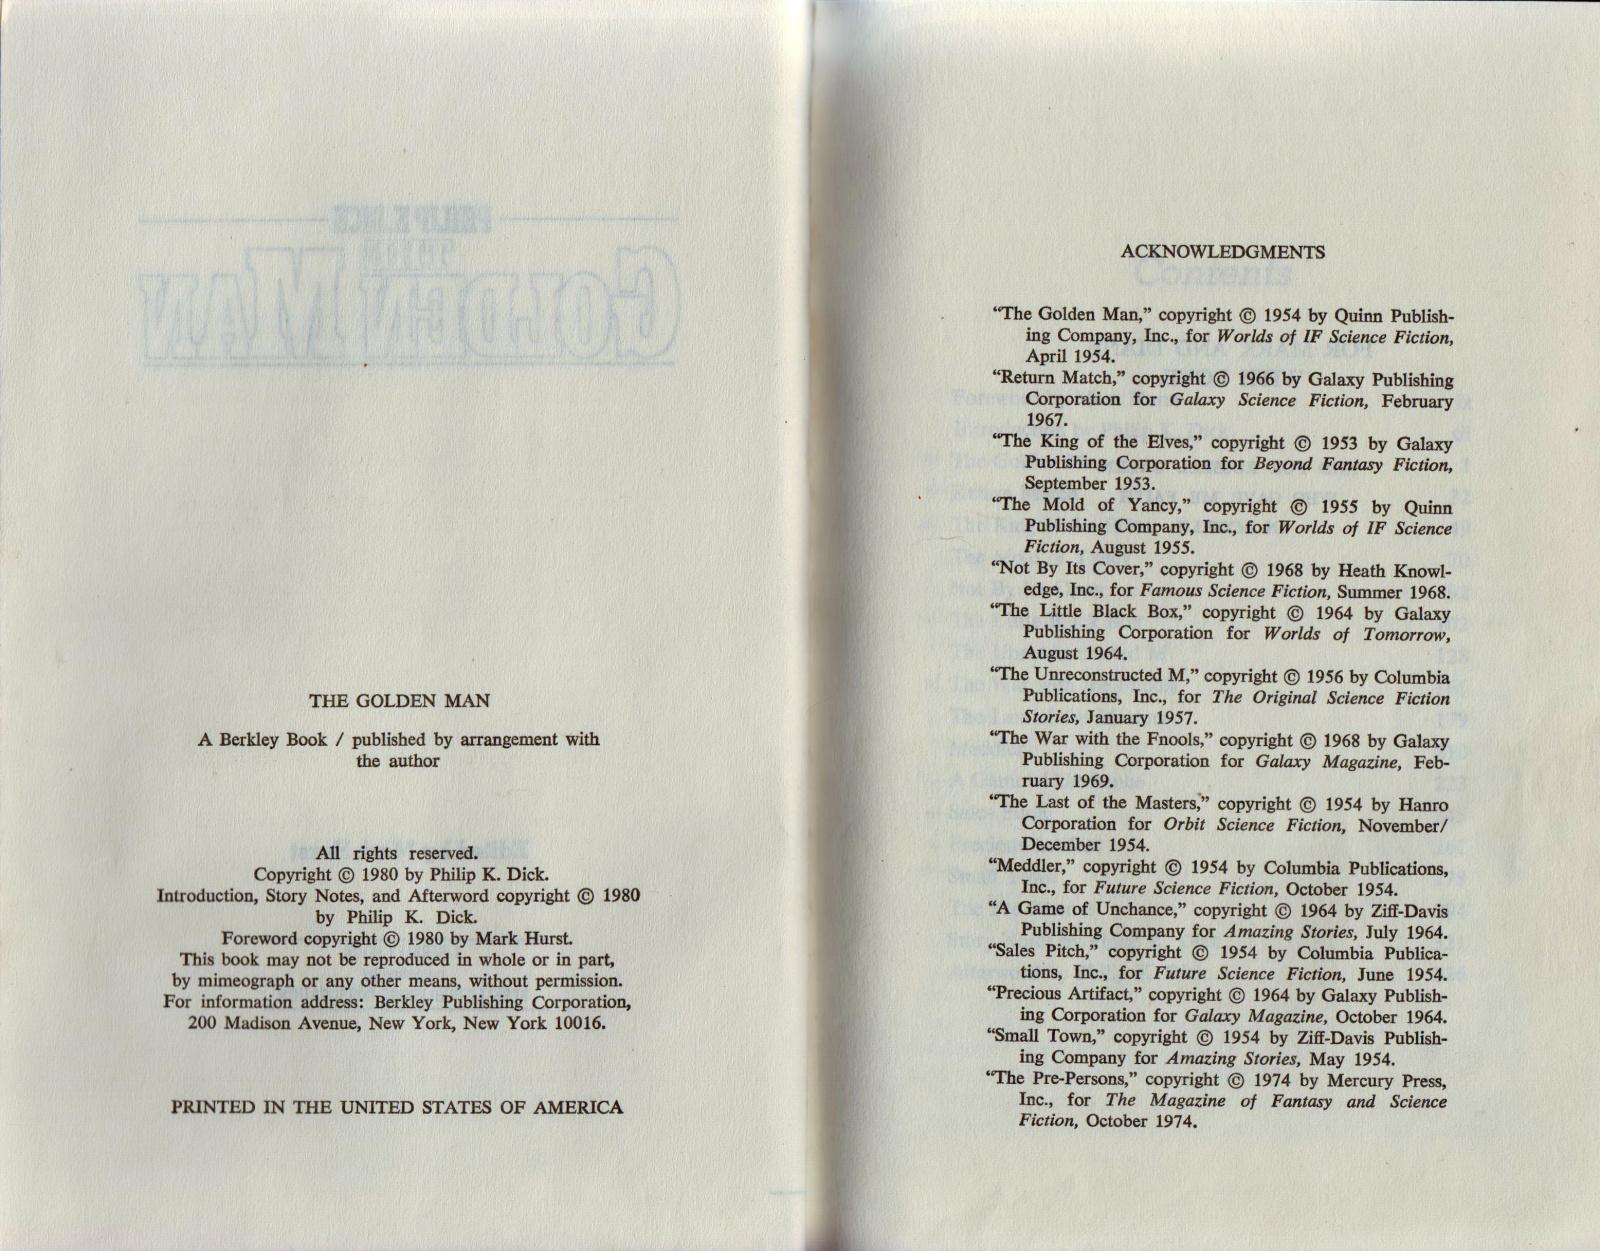 THE GOLDEN MAN
A Berkley Book / published by arrangement with
the author
All rights reserved.
Copyright © 1980 by Philip K. Dick.
Introduction, Story Notes, and Afterword copyright © 1980
by Philip K. Dick.
Foreword copyright © 1980 by Mark Hurst.
This book may not be reproduced in whole or in part,
by mimeograph or any other means, without permission.
For information address: Berkley Publishing Corporation,
200 Madison Avenue, New York, New York 10016.
PRINTED IN THE UNITED STATES OF AMERICA
ACKNOWLEDGMENTS
“The Golden Man,” copyright © 1954 by Quinn Publish-
ing Company, Inc., for Worlds of IF Science Fiction,
April 1954.
“Return Match,” copyright © 1966 by Galaxy Publishing
Corporation for Galaxy Science Fiction, February
1967.
“The King of the Elves,” copyright © 1953 by Galaxy
Publishing Corporation for Beyond Fantasy Fiction,
September 1953.
“The Mold of Yancy,” copyright © 1955 by Quinn
Publishing Company, Inc., for Worlds of IF Science
Fiction, August 1955.
“Not By Its Cover,” copyright © 1968 by Heath Knowl-
edge, Inc., for Famous Science Fiction, Summer 1968.
“The Little Black Box,” copyright © 1964 by Galaxy
Publishing Corporation for Worlds of Tomorrow,
August 1964.
“The Unreconstructed M,” copyright © 1956 by Columbia
Publications, Inc., for The Original Science Fiction
Stories, January 1957.
“The War with the Fnools,” copyright © 1968 by Galaxy
Publishing Corporation for Galaxy Magazine, Feb-
ruary 1969.
“The Last of the Masters,” copyright © 1954 by Hanro
Corporation for Orbit Science Fiction, November/
December 1954.
“Meddler,” copyright © 1954 by Columbia Publications,
Inc., for Future Science Fiction, October 1954.
“A Game of Unchance,” copyright © 1964 by Ziff-Davis
Publishing Company for Amazing Stories, July 1964.
“Sales Pitch,” copyright © 1954 by Columbia Publica-
tions, Inc., for Future Science Fiction, June 1954.
“Precious Artifact,” copyright © 1964 by Galaxy Publish-
ing Corporation for Galaxy Magazine, October 1964.
“Small Town,” copyright © 1954 by Ziff-Davis Publish-
ing Company for Amazing Stories, May 1954.
“The Pre-Persons,” copyright © 1974 by Mercury Press,
Inc., for The Magazine of Fantasy and Science
Fiction, October 1974.